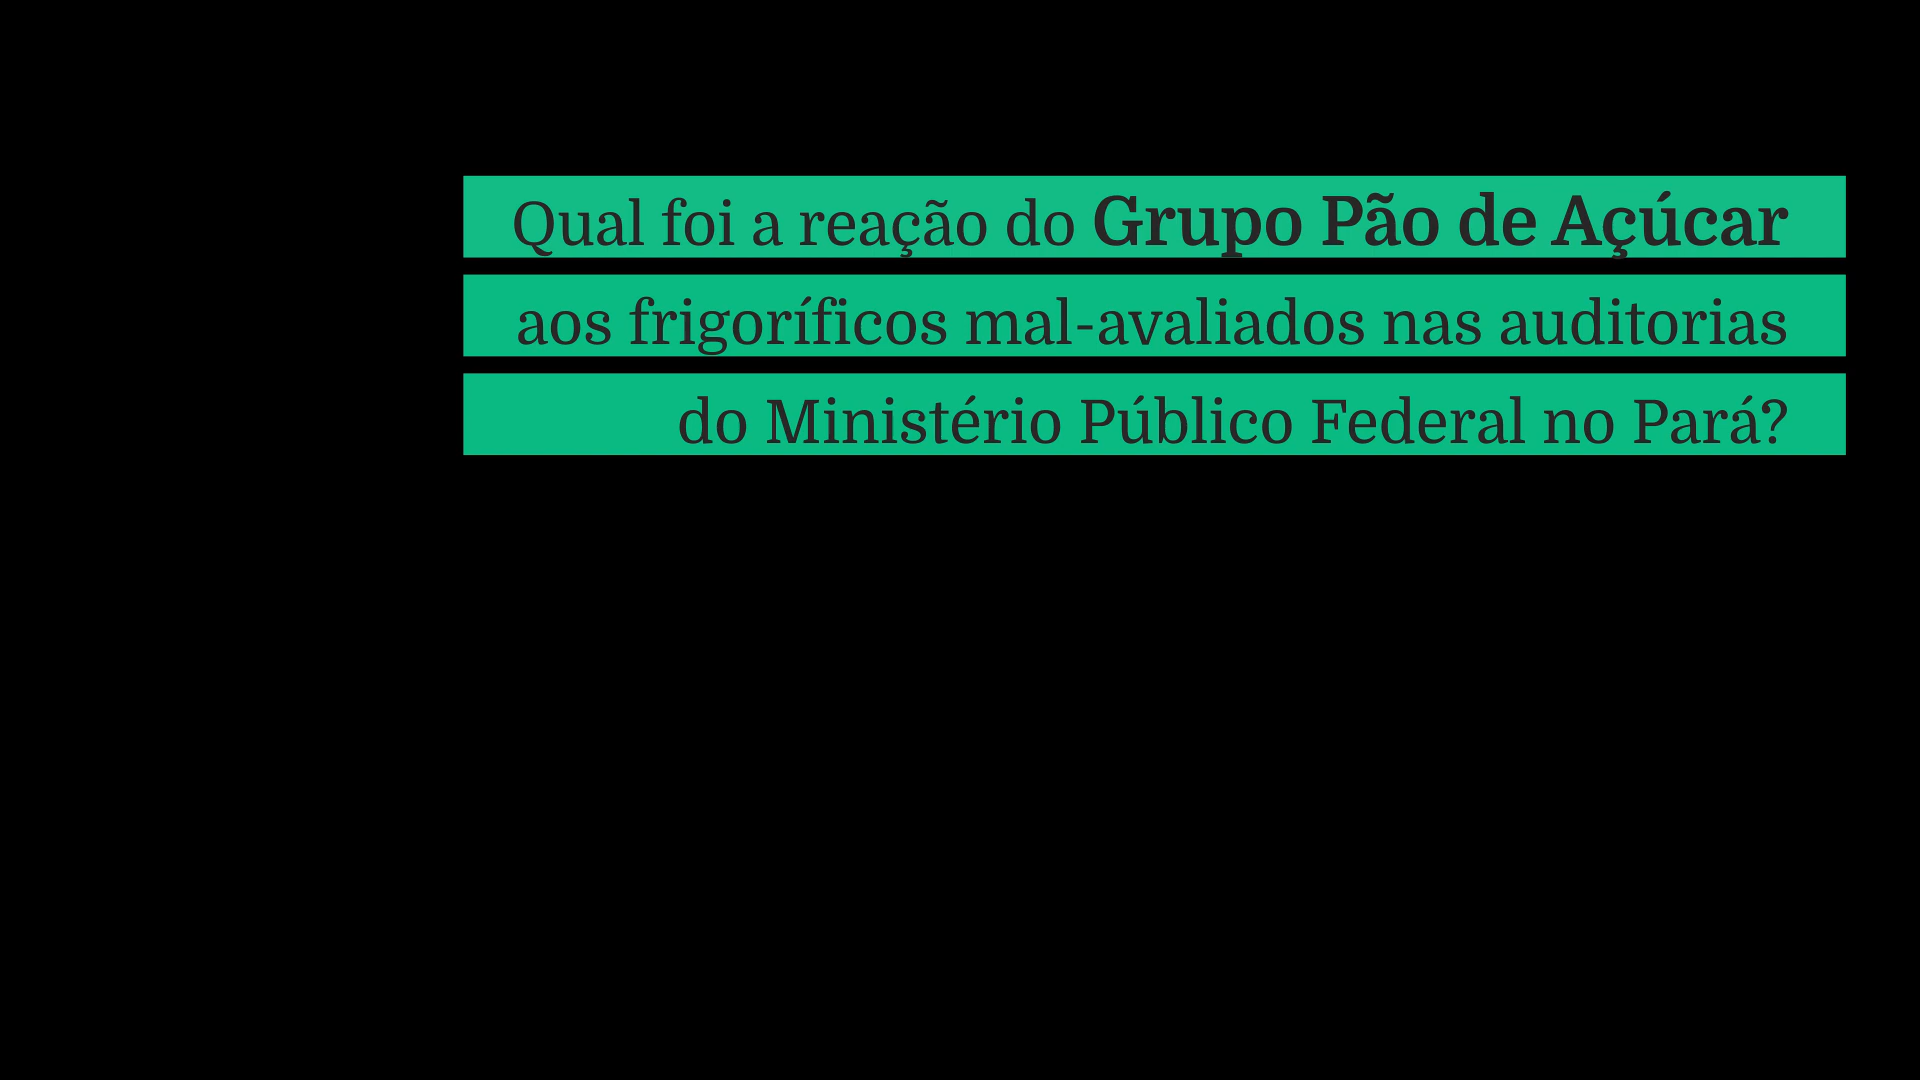 Qual foi a reação do Grupo Pão de Açúcar
aos frigoríficos mal-avaliados nas auditorias
do Ministério Público Federal no Pará?